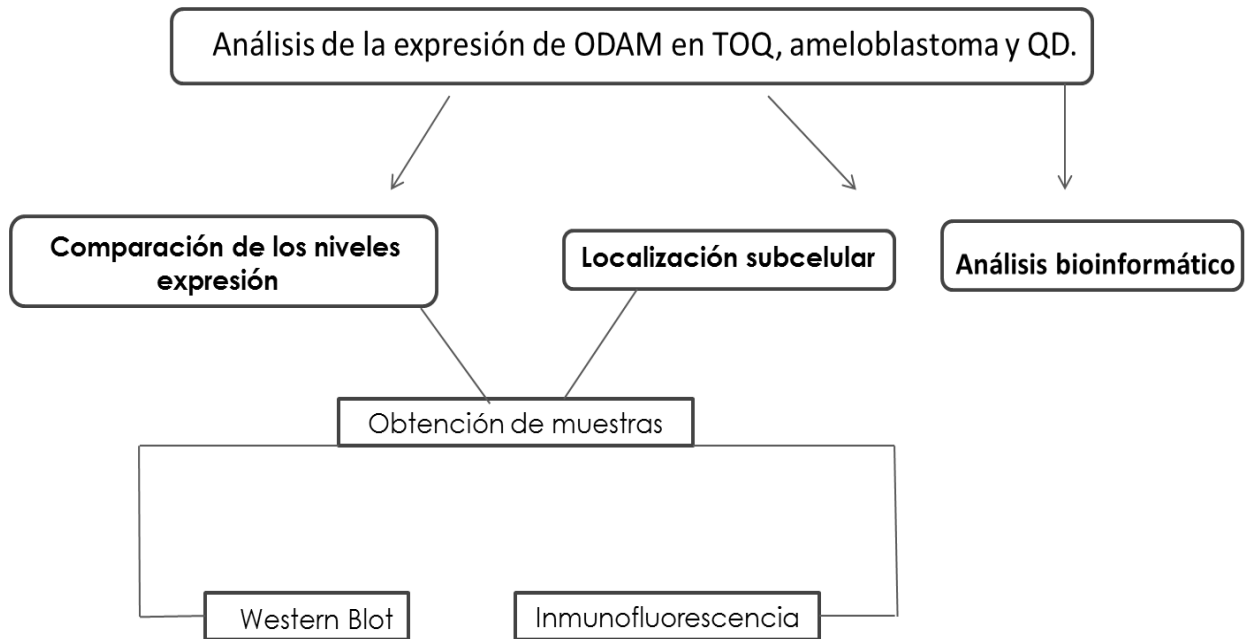 Análisis de la expresión de ODAM en TOQ, ameloblastoma y QD.
Comparación de los niveles
expresión
Localización subcelular
Análisis bioinformático
Obtención de muestras
Western Blot
Inmunofluorescencia